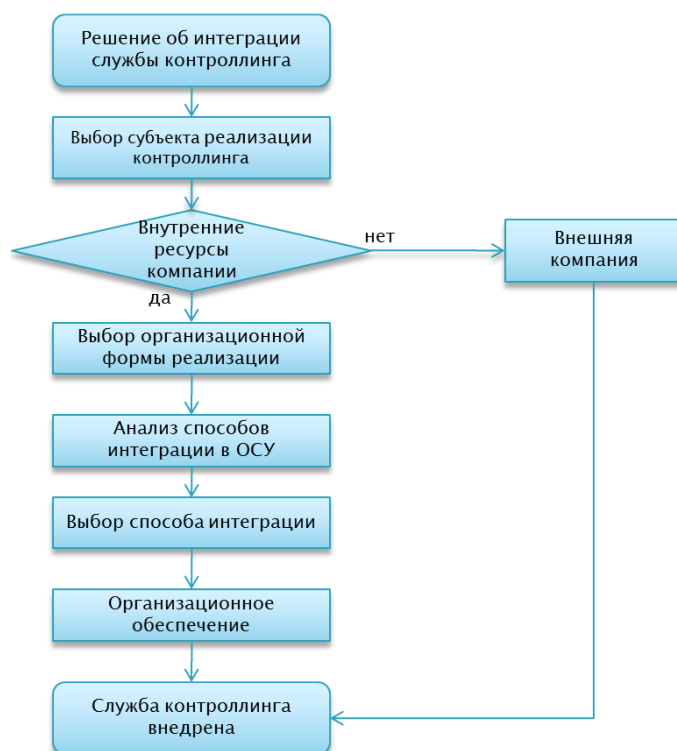 Решение об интеграции
службы контроллинга
Выбор субъекта реализации
контроллинга
Внутренние
ресурсы
компании
нет
Внешняя
компания
да
Выбор организационной
формы реализации
Анализ способов
интеграции в ОСУ
Выбор способа интеграции
Организационное
обеспечение
Служба контроллинга
внедрена